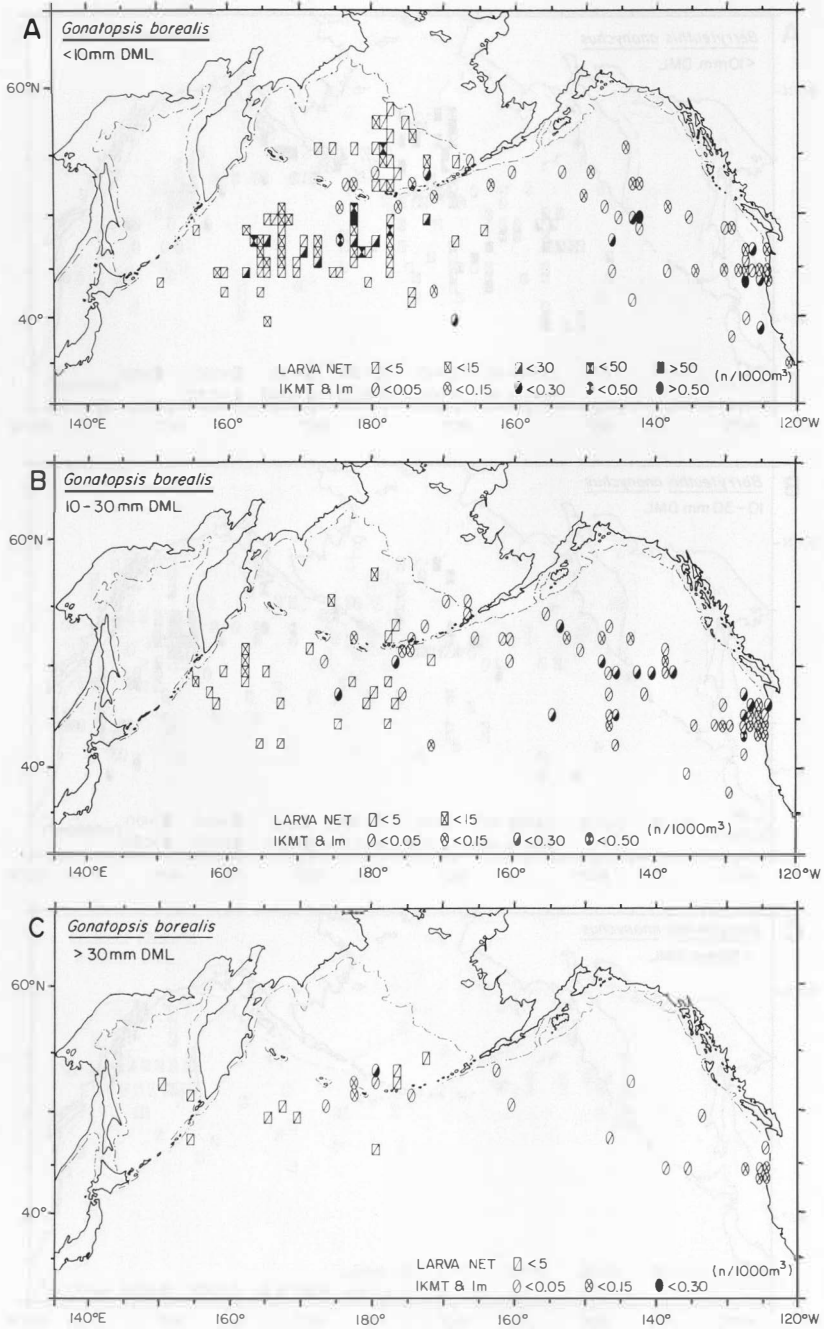 A
Gonatopsis borealis
<10mm DML
60°N
40°
LARVA NET <5 <15 <30 <50 >50 (n/1000m³)
IKMT & 1m <0.05 <0.15 <0.30 <0.50 >0.50
140°E 160° 180° 160° 140° 120°W
B
Gonatopsis borealis
10-30mm DML
60°N
40°
LARVA NET <5 <15 (n/1000m³)
IKMT & 1m <0.05 <0.15 <0.30 <0.50
140°E 160° 180° 160° 140° 120°W
C
Gonatopsis borealis
>30mm DML
60°N
40°
LARVA NET <5 (n/1000m³)
IKMT & 1m <0.05 <0.15 <0.30
140°E 160° 180° 160° 140° 120°W